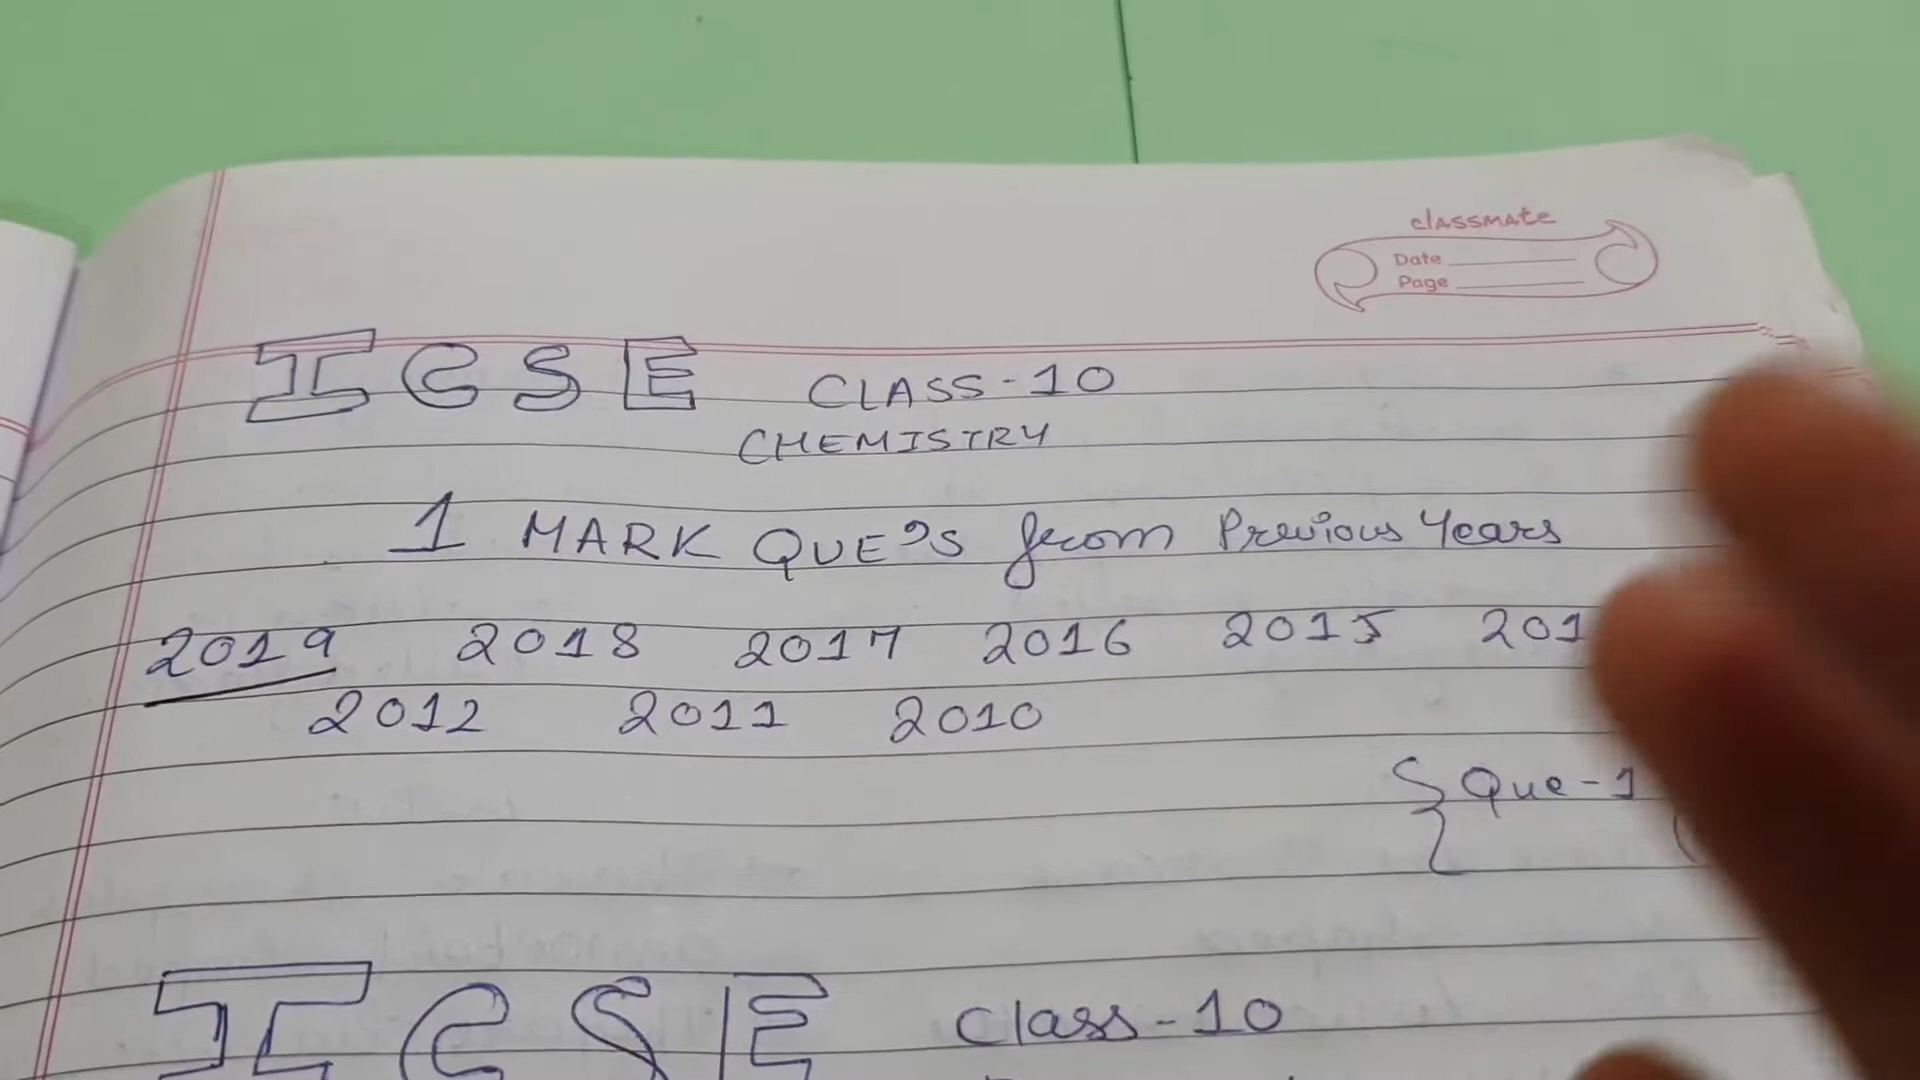 classmate
Date
Page
ICSE CLASS-10
CHEMISTRY
1 MARK QUE's from Previous Years
2019 2018 2017 2016 2015
2012 2011 2010
{ Que-1
ICSE Class-10